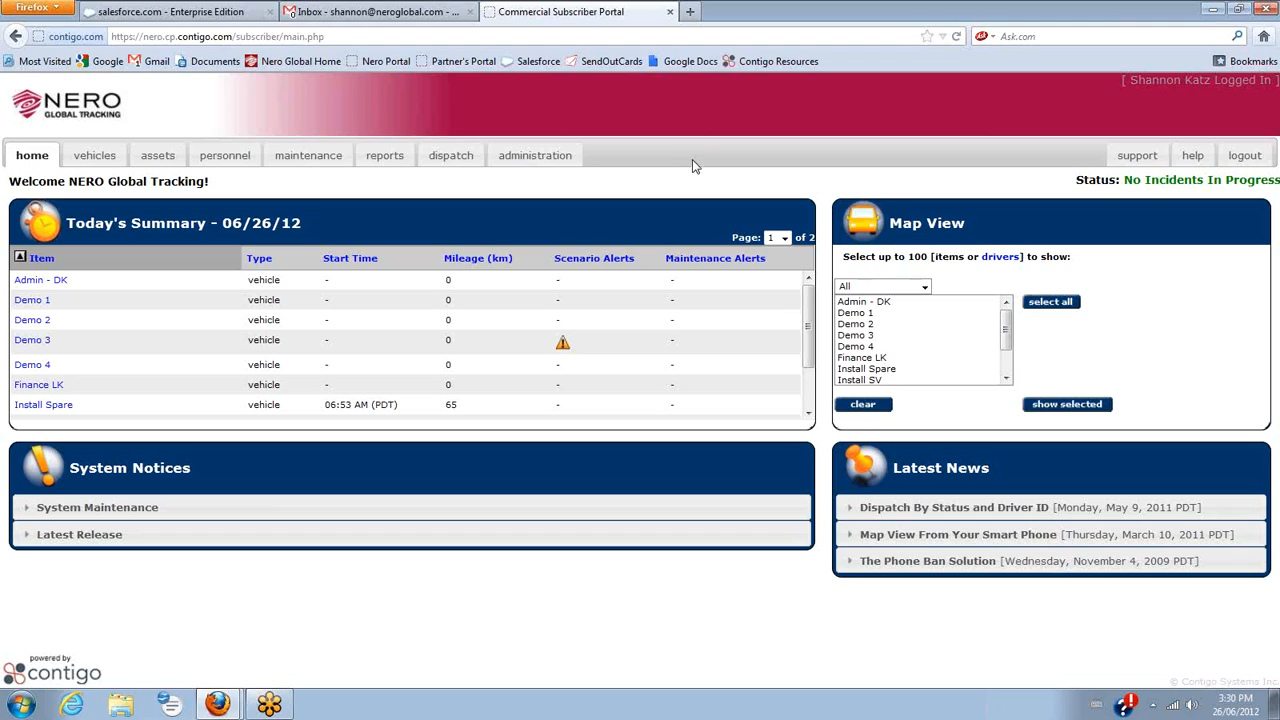 Firefox
salesforce.com - Enterprise Edition
Inbox - shannon@neroglobal.com - ...
Commercial Subscriber Portal
contigo.com
https://nero.cp.contigo.com/subscriber/main.php
Ask.com
Most Visited
Google
Gmail
Documents
Nero Global Home
Nero Portal
Partner's Portal
Salesforce
SendOutCards
Google Docs
Contigo Resources
Bookmarks
[ Shannon Katz Logged In ]
NERO
GLOBAL TRACKING
home
vehicles
assets
personnel
maintenance
reports
dispatch
administration
support
help
logout
Welcome NERO Global Tracking!
Status: No Incidents In Progress
Today's Summary - 06/26/12
Page: 1 of 2
Item Type Start Time Mileage (km) Scenario Alerts Maintenance Alerts
Admin - DK vehicle - 0 - -
Demo 1 vehicle - 0 - -
Demo 2 vehicle - 0 - -
Demo 3 vehicle - 0 -
Demo 4 vehicle - 0 - -
Finance LK vehicle - 0 - -
Install Spare vehicle 06:53 AM (PDT) 65 - -
Map View
Select up to 100 [items or drivers] to show:
All
Admin - DK
Demo 1
Demo 2
Demo 3
Demo 4
Finance LK
Install Spare
Install SV
select all
clear
show selected
System Notices
System Maintenance
Latest Release
Latest News
Dispatch By Status and Driver ID [Monday, May 9, 2011 PDT]
Map View From Your Smart Phone [Thursday, March 10, 2011 PDT]
The Phone Ban Solution [Wednesday, November 4, 2009 PDT]
powered by
contigo
© Contigo Systems Inc.
3:30 PM
26/06/2012